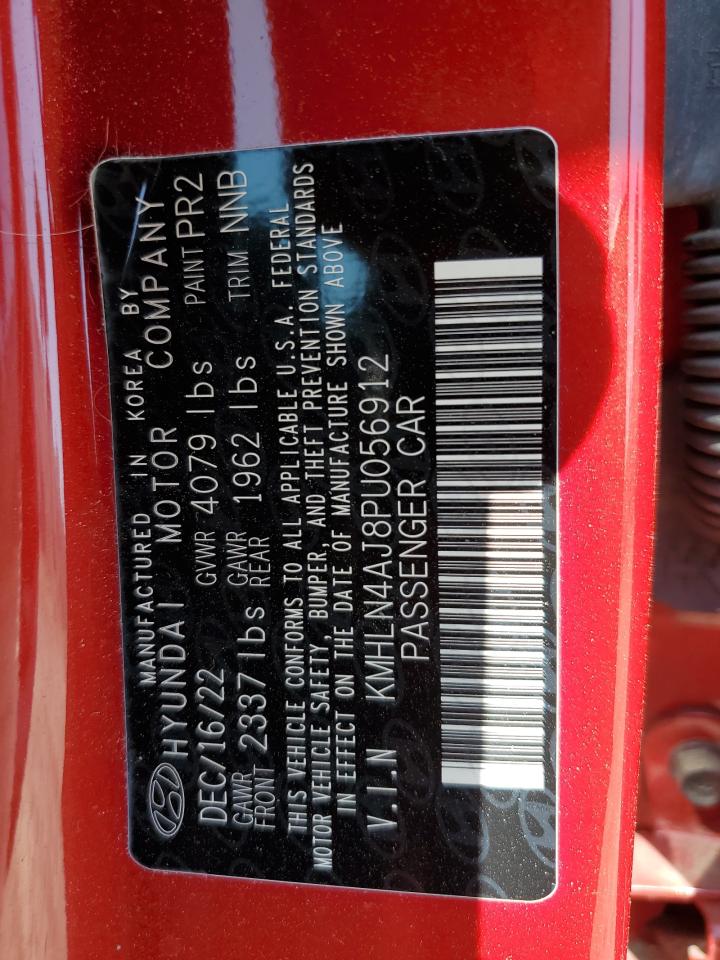 MANUFACTURED IN KOREA BY
HYUNDAI MOTOR COMPANY
DEC/16/22 GVWR 4079 lbs PAINT PR2
GAWR FRONT 2337 lbs GAWR REAR 1962 lbs TRIM NNB
THIS VEHICLE CONFORMS TO ALL APPLICABLE U.S.A. FEDERAL
MOTOR VEHICLE SAFETY, BUMPER, AND THEFT PREVENTION STANDARDS
IN EFFECT ON THE DATE OF MANUFACTURE SHOWN ABOVE
V.I.N KMHLN4AJ8PU056912
PASSENGER CAR